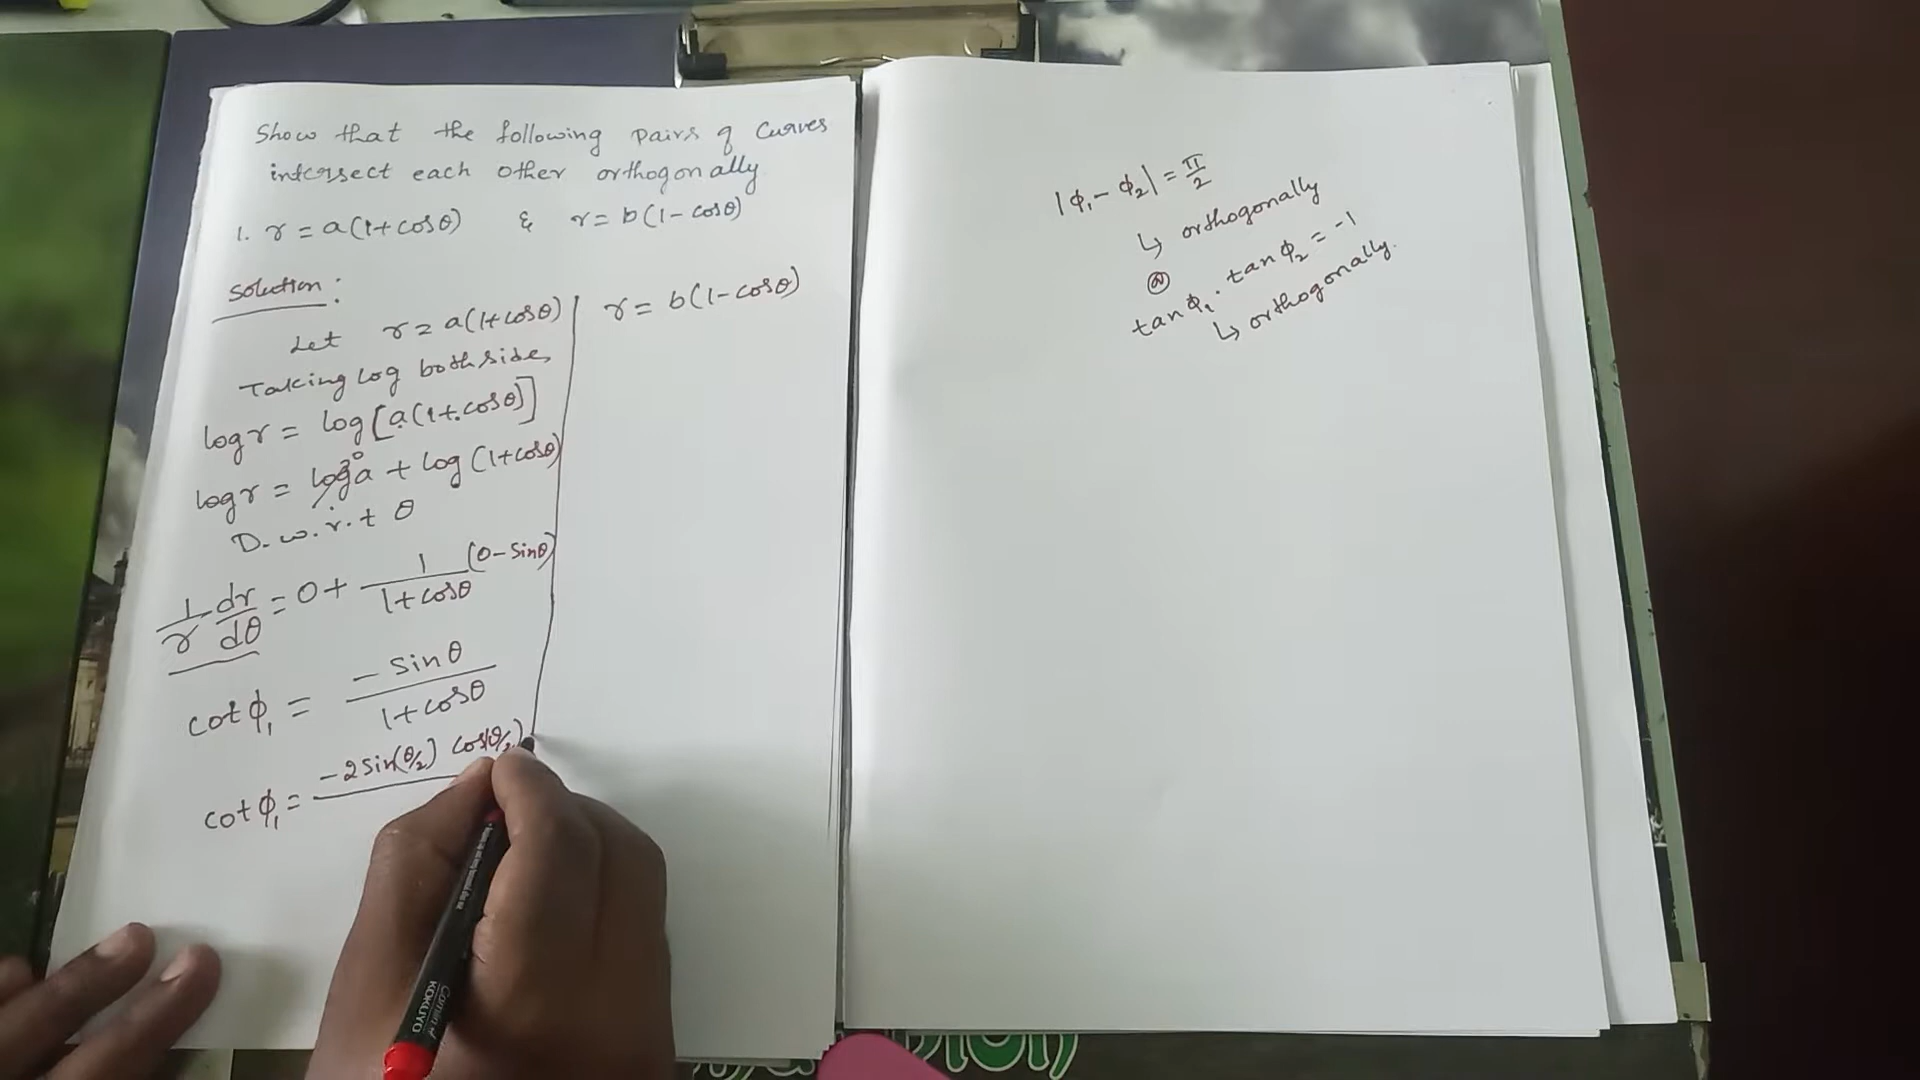 Show that the following pairs of curves
intersect each other orthogonally
1. r = a(1+cosθ) & r = b(1-cosθ)
Solution:
Let r = a(1+cosθ)
Taking log both side,
log r = log[a(1+cosθ)]
log r = log a + log(1+cosθ)
D. w. r. t θ
1/r dr/dθ = 0 + 1/(1+cosθ) (0-sinθ)
cot ϕ₁ = -sinθ/(1+cosθ)
cot ϕ₁ = -2sin(θ/2) cos(θ/2)
r = b(1-cosθ)
|ϕ₁ - ϕ₂| = π/2
↳ orthogonally
tan ϕ₁ . tan ϕ₂ = -1
↳ orthogonally.
Camlin
KOKUYO